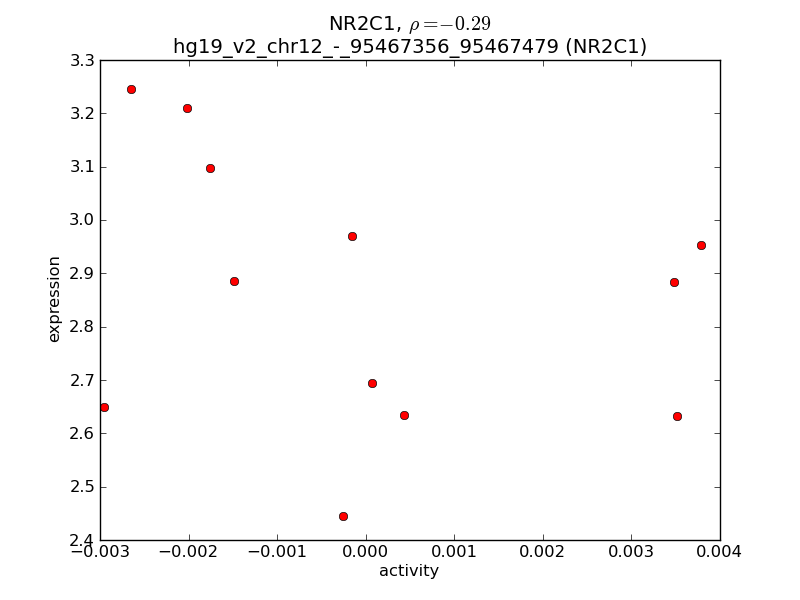 NR2C1, ρ=−0.29
hg19_v2_chr12_-_95467356_95467479 (NR2C1)
3.3
3.2
3.1
3.0
2.9
2.8
2.7
2.6
2.5
2.4
expression
−0.003 −0.002 −0.001 0.000 0.001 0.002 0.003 0.004
activity